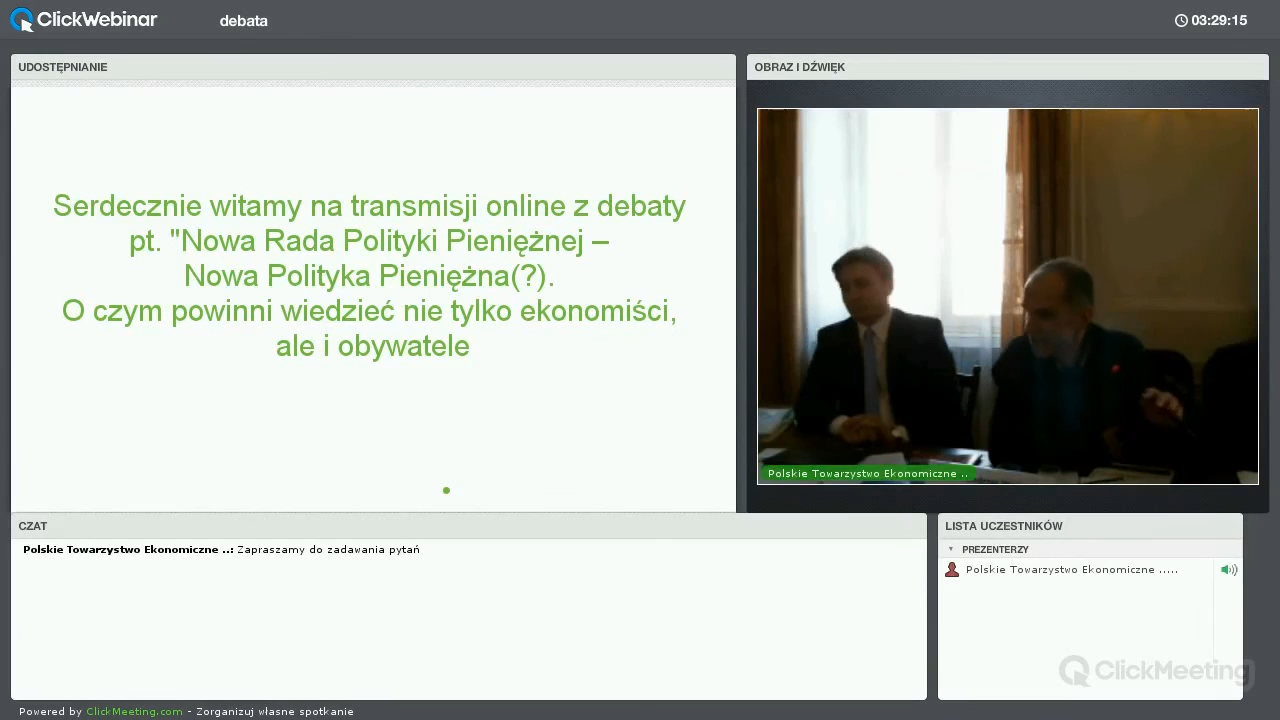 ClickWebinar
debata
03:29:15
UDOSTĘPNIANIE
OBRAZ I DŹWIĘK
Serdecznie witamy na transmisji online z debaty
pt. "Nowa Rada Polityki Pieniężnej –
Nowa Polityka Pieniężna(?).
O czym powinni wiedzieć nie tylko ekonomiści,
ale i obywatele
Polskie Towarzystwo Ekonomiczne ..
CZAT
Polskie Towarzystwo Ekonomiczne ..: Zapraszamy do zadawania pytań
LISTA UCZESTNIKÓW
PREZENTERZY
Polskie Towarzystwo Ekonomiczne .....
ClickMeeting
Powered by ClickMeeting.com - Zorganizuj własne spotkanie